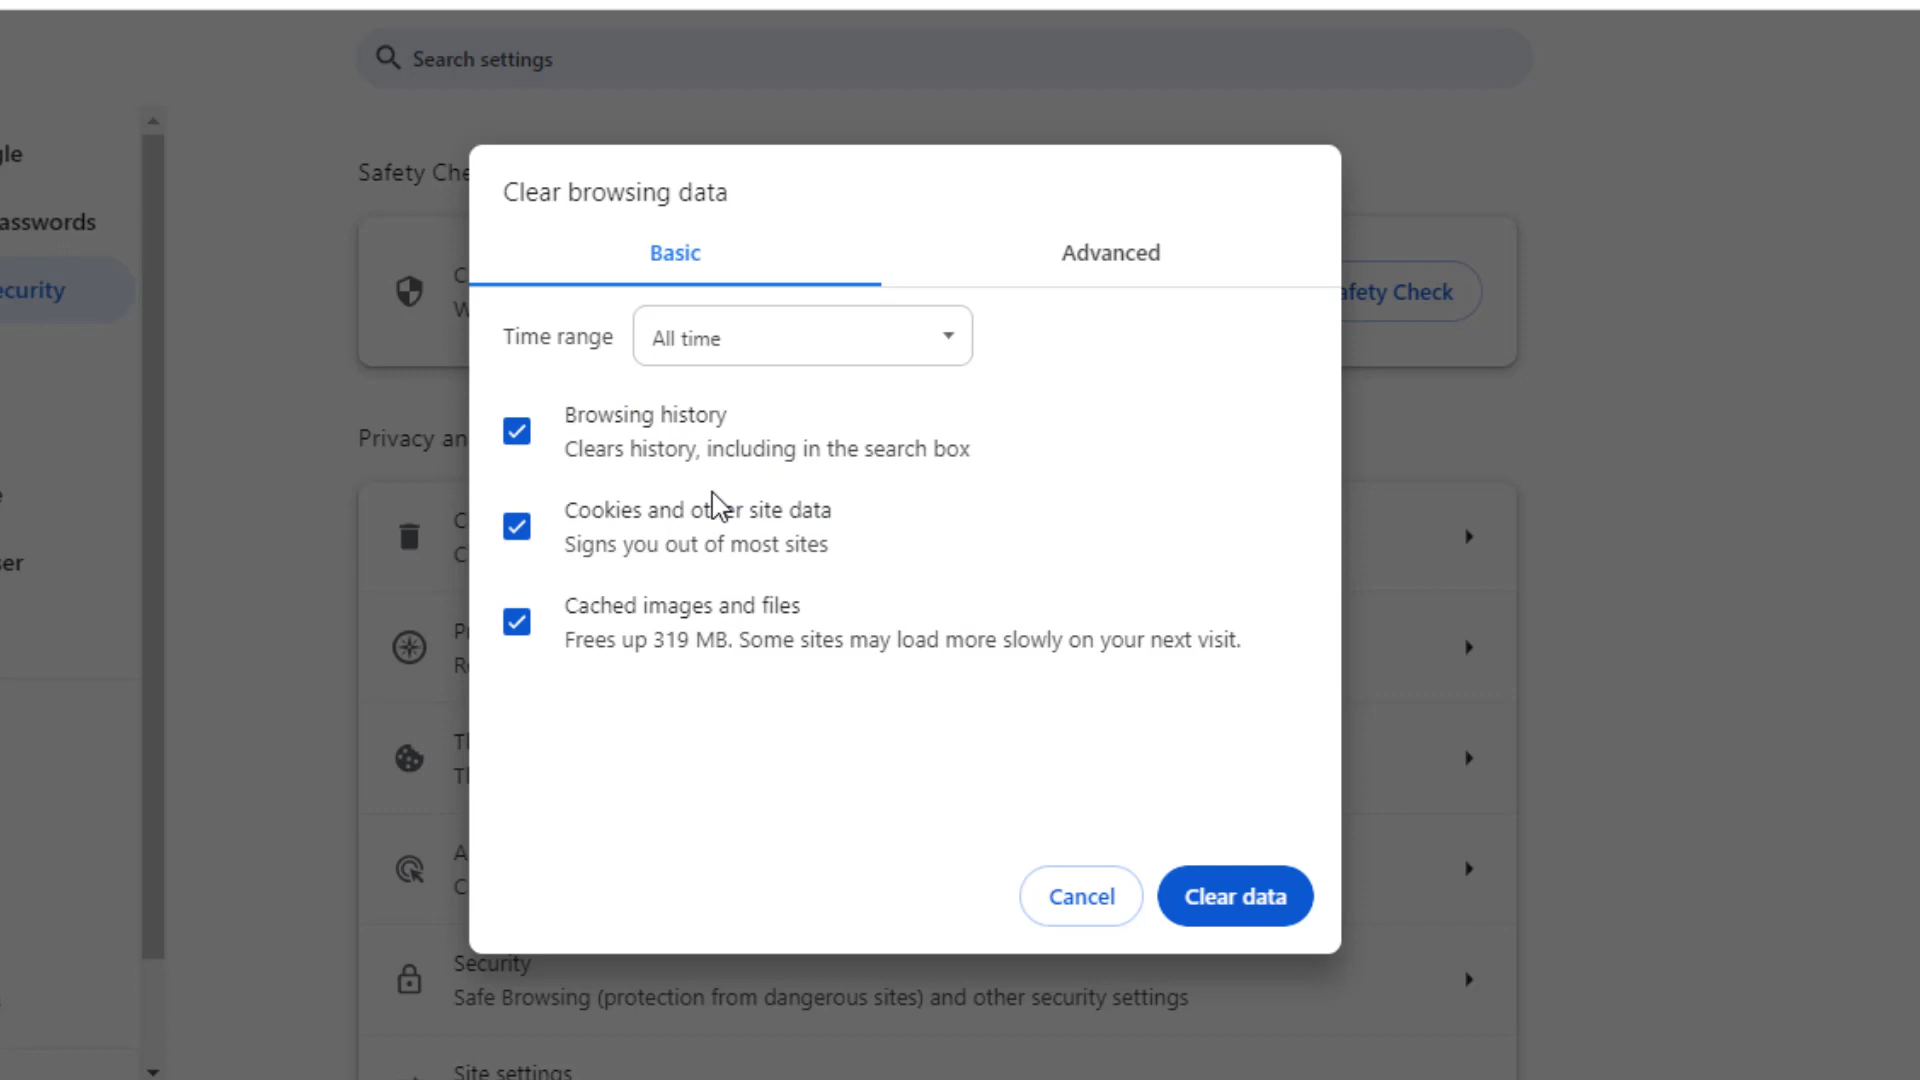 Search settings
Clear browsing data
Basic
Advanced
Time range
All time
Browsing history
Clears history, including in the search box
Cookies and other site data
Signs you out of most sites
Cached images and files
Frees up 319 MB. Some sites may load more slowly on your next visit.
Cancel
Clear data
gle
asswords
ecurity
ser
Safety Che
afety Check
Privacy an
Security
Safe Browsing (protection from dangerous sites) and other security settings
Site settings